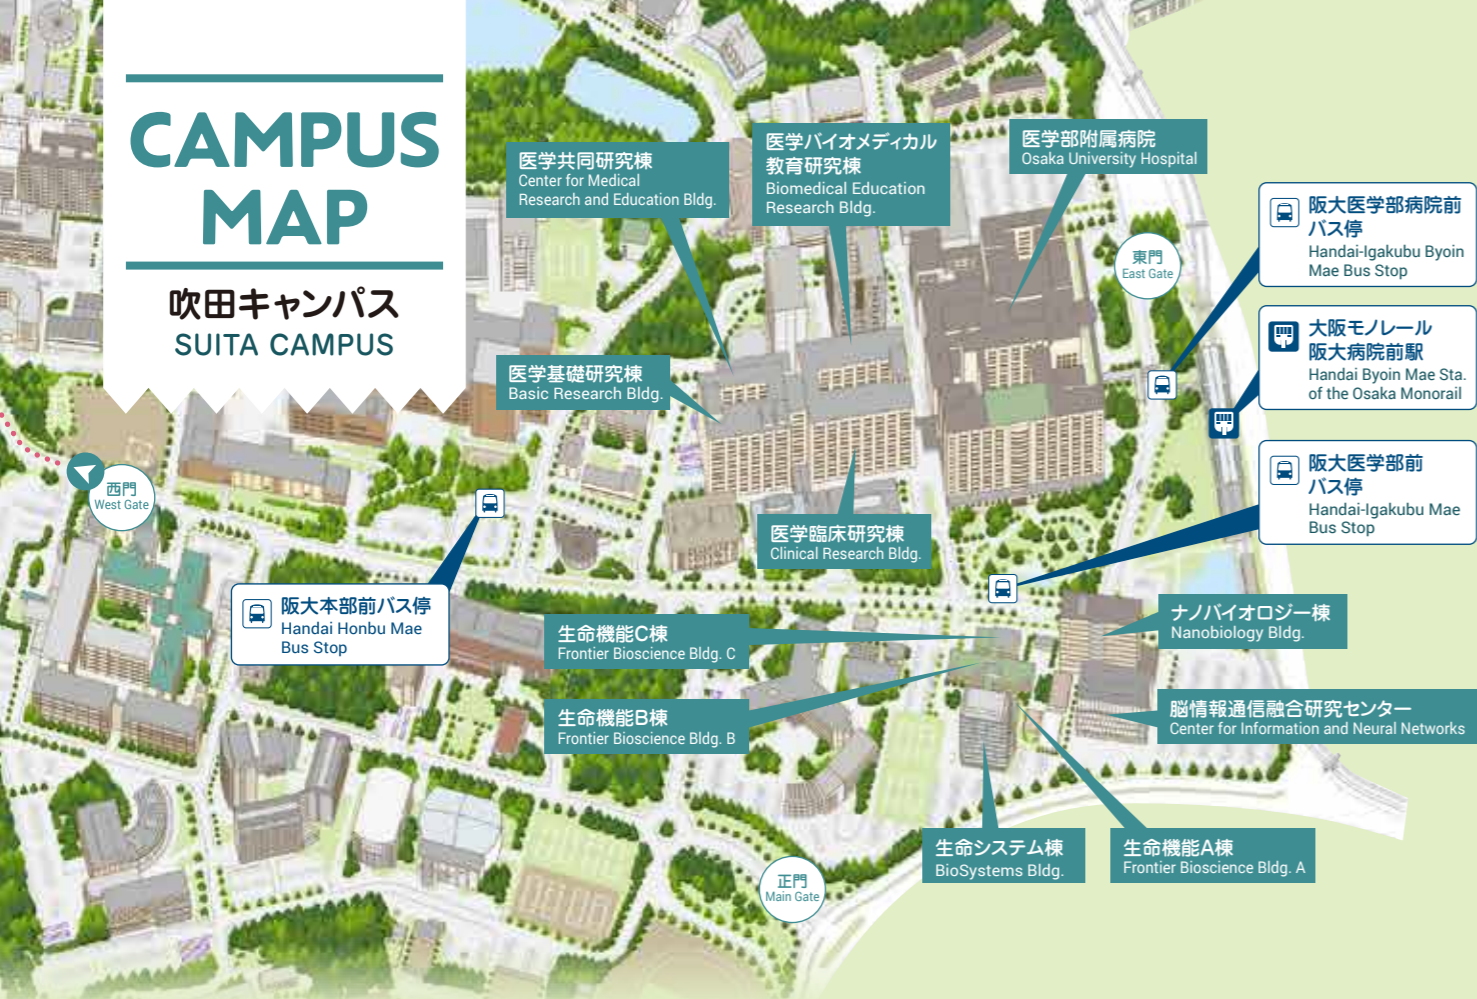 CAMPUS
MAP
吹田キャンパス
SUITA CAMPUS
医学共同研究棟
Center for Medical
Research and Education Bldg.
医学バイオメディカル
教育研究棟
Biomedical Education
Research Bldg.
医学部附属病院
Osaka University Hospital
阪大医学部病院前
バス停
Handai-Igakubu Byoin
Mae Bus Stop
東門
East Gate
大阪モノレール
阪大病院前駅
Handai Byoin Mae Sta.
of the Osaka Monorail
医学基礎研究棟
Basic Research Bldg.
阪大医学部前
バス停
Handai-Igakubu Mae
Bus Stop
西門
West Gate
医学臨床研究棟
Clinical Research Bldg.
阪大本部前バス停
Handai Honbu Mae
Bus Stop
生命機能C棟
Frontier Bioscience Bldg. C
ナノバイオロジー棟
Nanobiology Bldg.
生命機能B棟
Frontier Bioscience Bldg. B
脳情報通信融合研究センター
Center for Information and Neural Networks
生命システム棟
BioSystems Bldg.
生命機能A棟
Frontier Bioscience Bldg. A
正門
Main Gate